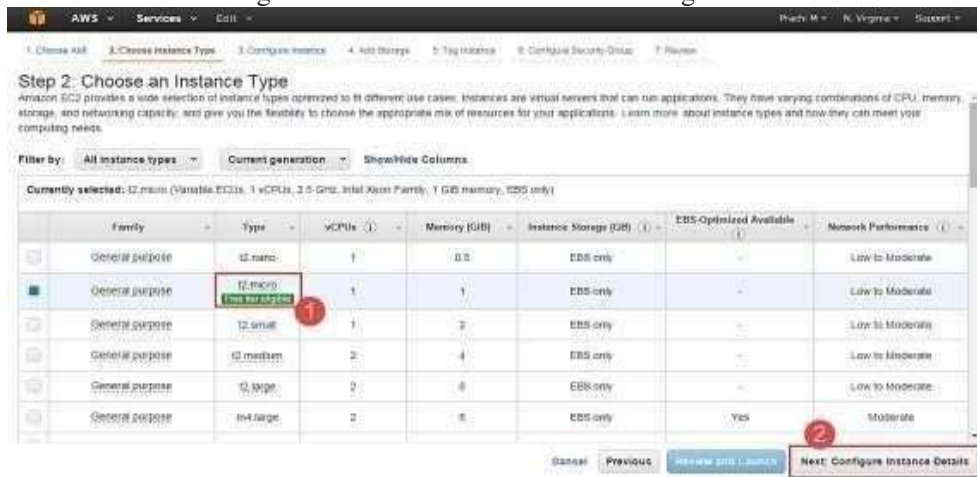 AWS Services Edit Prachi M N. Virginia Support
1. Choose AMI 2. Choose Instance Type 3. Configure Instance 4. Add Storage 5. Tag Instance 6. Configure Security Group 7. Review
Step 2: Choose an Instance Type
Amazon EC2 provides a wide selection of instance types optimized to fit different use cases. Instances are virtual servers that can run applications. They have varying combinations of CPU, memory,
storage, and networking capacity, and give you the flexibility to choose the appropriate mix of resources for your applications. Learn more about instance types and how they can meet your
computing needs.
Filter by: All instance types Current generation Show/Hide Columns
Currently selected: t2.micro (Variable ECUs, 1 vCPUs, 2.5 GHz, Intel Xeon Family, 1 GiB memory, EBS only)
Family Type vCPUs Memory (GiB) Instance Storage (GB) EBS-Optimized Available Network Performance
General purpose t2.nano 1 0.5 EBS only - Low to Moderate
General purpose t2.micro 1 1 EBS only - Low to Moderate
Free tier eligible
1
General purpose t2.small 1 2 EBS only - Low to Moderate
General purpose t2.medium 2 4 EBS only - Low to Moderate
General purpose t2.large 2 8 EBS only - Low to Moderate
General purpose m4.large 2 8 EBS only Yes Moderate
2
Cancel Previous Review and Launch Next: Configure Instance Details